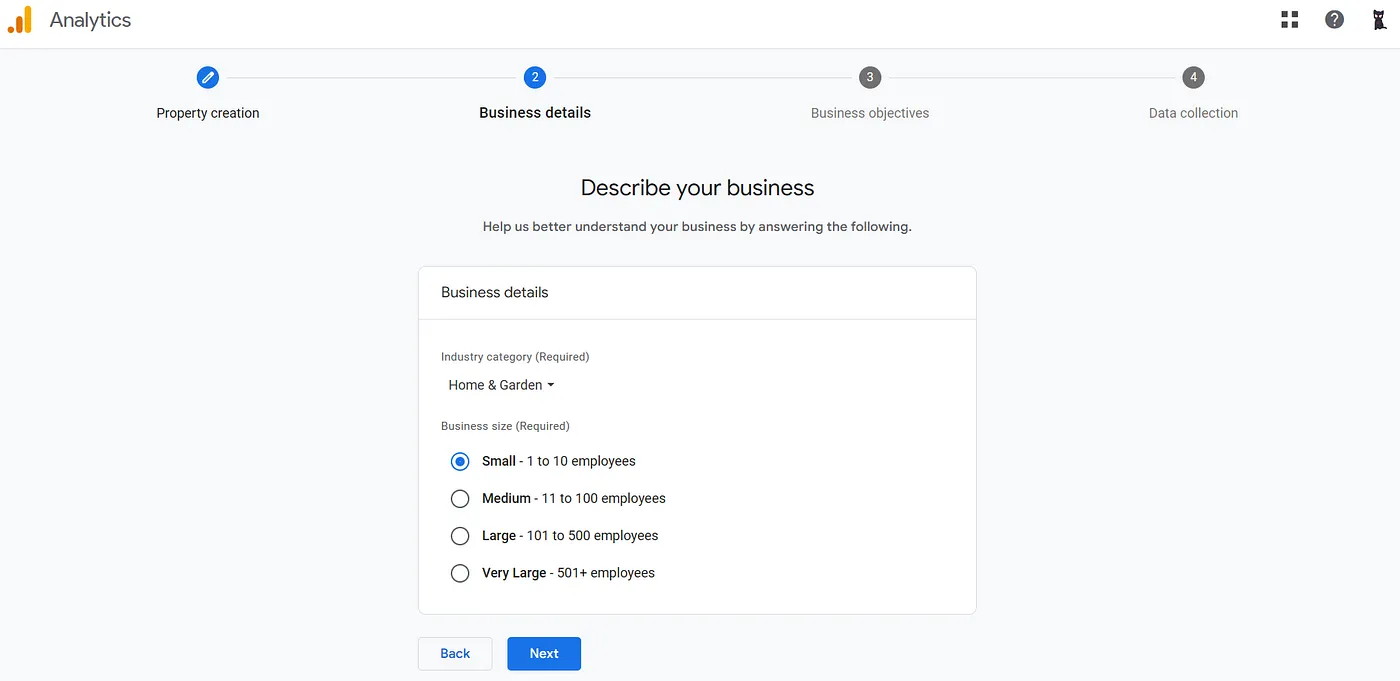 Analytics
?
2
3
4
Property creation
Business details
Business objectives
Data collection
Describe your business
Help us better understand your business by answering the following.
Business details
Industry category (Required)
Home & Garden
Business size (Required)
Small - 1 to 10 employees
Medium - 11 to 100 employees
Large - 101 to 500 employees
Very Large - 501+ employees
Back
Next